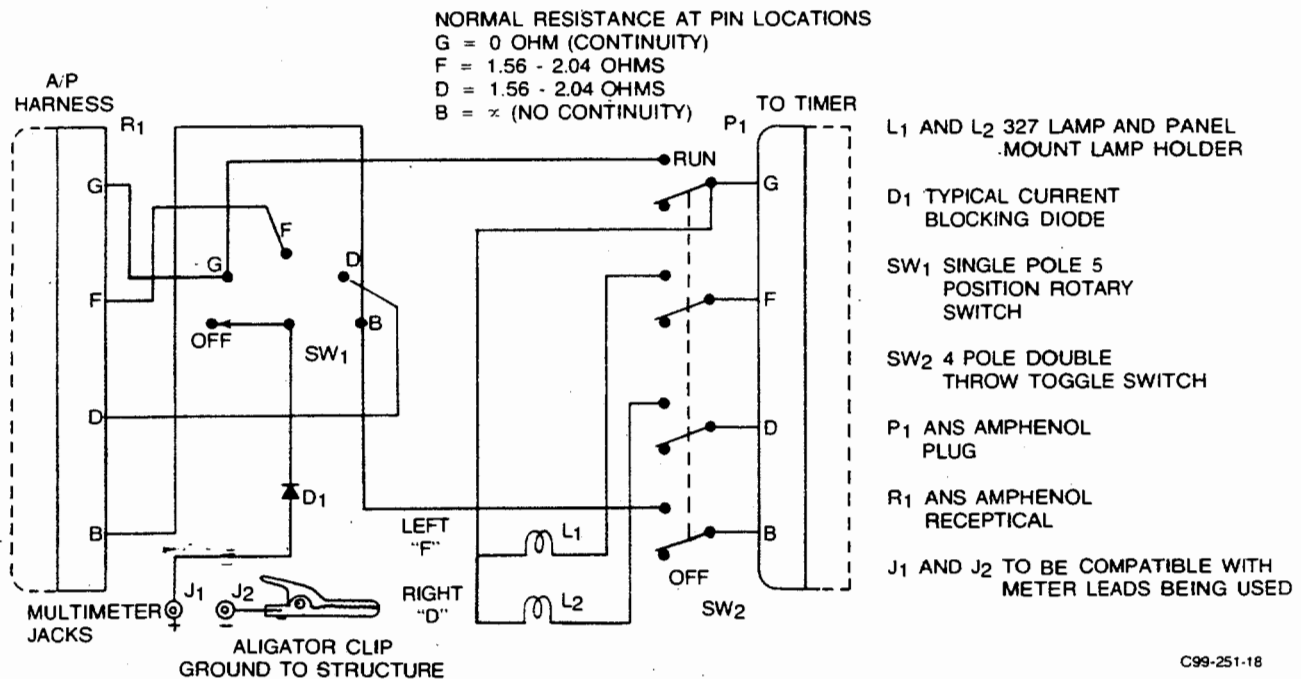 NORMAL RESISTANCE AT PIN LOCATIONS
G = 0 OHM (CONTINUITY)
F = 1.56 - 2.04 OHMS
D = 1.56 - 2.04 OHMS
B = ∝ (NO CONTINUITY)
A/P
HARNESS
R1
G
F
D
B
G
F
D
B
OFF
SW1
D1
J1
J2
+
–
MULTIMETER
JACKS
ALIGATOR CLIP
GROUND TO STRUCTURE
LEFT
"F"
RIGHT
"D"
L1
L2
RUN
OFF
SW2
TO TIMER
P1
G
F
D
B
L1 AND L2 327 LAMP AND PANEL
MOUNT LAMP HOLDER
D1 TYPICAL CURRENT
BLOCKING DIODE
SW1 SINGLE POLE 5
POSITION ROTARY
SWITCH
SW2 4 POLE DOUBLE
THROW TOGGLE SWITCH
P1 ANS AMPHENOL
PLUG
R1 ANS AMPHENOL
RECEPTICAL
J1 AND J2 TO BE COMPATIBLE WITH
METER LEADS BEING USED
C99-251-18